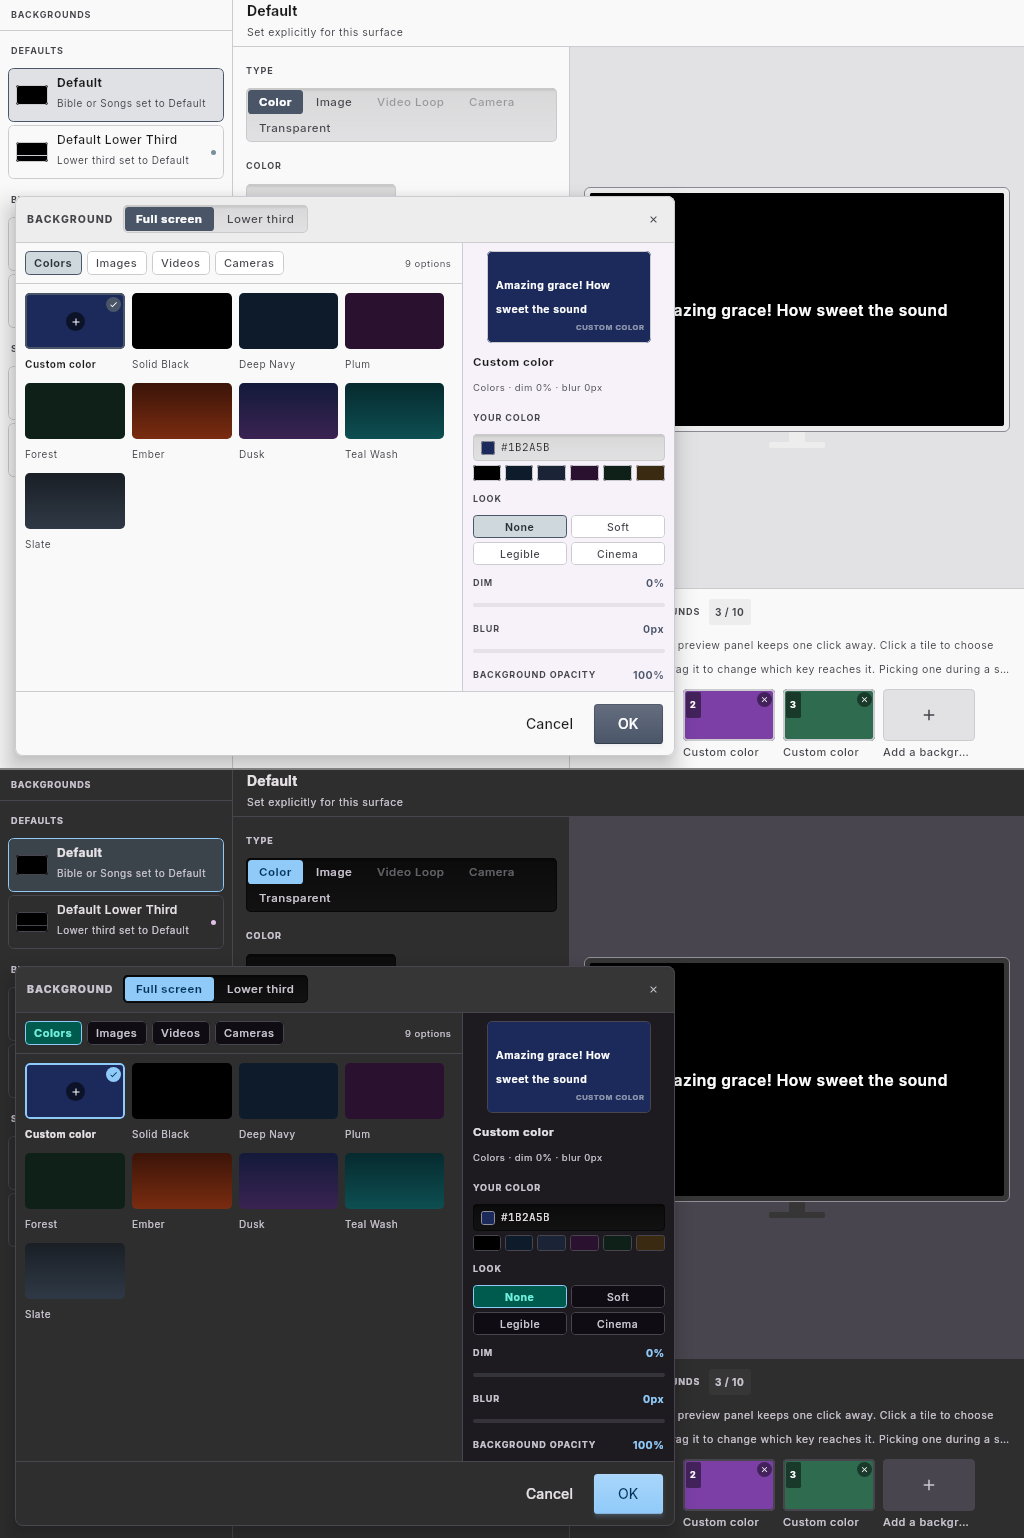 BACKGROUNDS
DEFAULTS
Default
Bible or Songs set to Default
Default Lower Third
Lower third set to Default
Default
Set explicitly for this surface
TYPE
Color Image Video Loop Camera
Transparent
COLOR
BACKGROUND Full screen Lower third ×
Colors Images Videos Cameras 9 options
Custom color Solid Black Deep Navy Plum
Forest Ember Dusk Teal Wash
Slate
Amazing grace! How
sweet the sound
CUSTOM COLOR
Custom color
Colors · dim 0% · blur 0px
YOUR COLOR
#1B2A5B
LOOK
None Soft
Legible Cinema
DIM 0%
BLUR 0px
BACKGROUND OPACITY 100%
Cancel OK
grace! How sweet the sound
3 / 10
preview panel keeps one click away. Click a tile to choose
it to change which key reaches it. Picking one during a s...
2 3 +
Custom color Custom color Add a backgr...
BACKGROUNDS
DEFAULTS
Default
Bible or Songs set to Default
Default Lower Third
Lower third set to Default
Default
Set explicitly for this surface
TYPE
Color Image Video Loop Camera
Transparent
COLOR
BACKGROUND Full screen Lower third ×
Colors Images Videos Cameras 9 options
Custom color Solid Black Deep Navy Plum
Forest Ember Dusk Teal Wash
Slate
Amazing grace! How
sweet the sound
CUSTOM COLOR
Custom color
Colors · dim 0% · blur 0px
YOUR COLOR
#1B2A5B
LOOK
None Soft
Legible Cinema
DIM 0%
BLUR 0px
BACKGROUND OPACITY 100%
Cancel OK
grace! How sweet the sound
3 / 10
preview panel keeps one click away. Click a tile to choose
it to change which key reaches it. Picking one during a s...
2 3 +
Custom color Custom color Add a backgr...